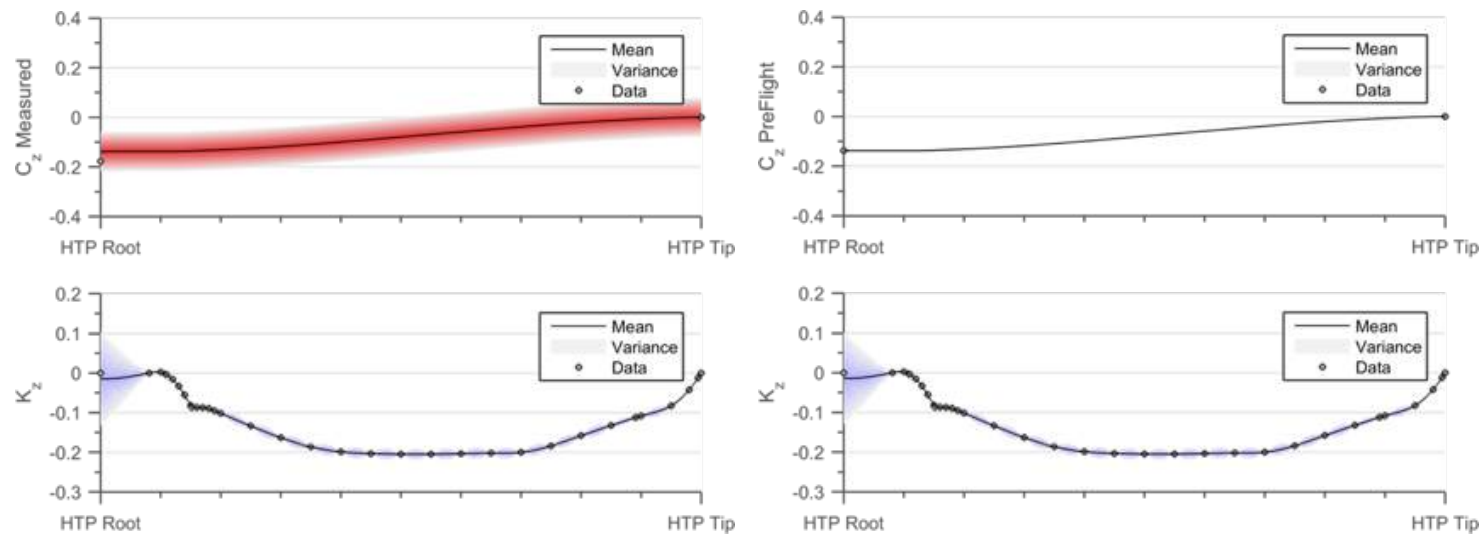 0.4
0.2
0
-0.2
-0.4
C_z Measured
Mean
Variance
Data
HTP Root
HTP Tip
0.4
0.2
0
-0.2
-0.4
C_z PreFlight
Mean
Variance
Data
HTP Root
HTP Tip
0.2
0.1
0
-0.1
-0.2
-0.3
K_z
Mean
Variance
Data
HTP Root
HTP Tip
0.2
0.1
0
-0.1
-0.2
-0.3
K_z
Mean
Variance
Data
HTP Root
HTP Tip